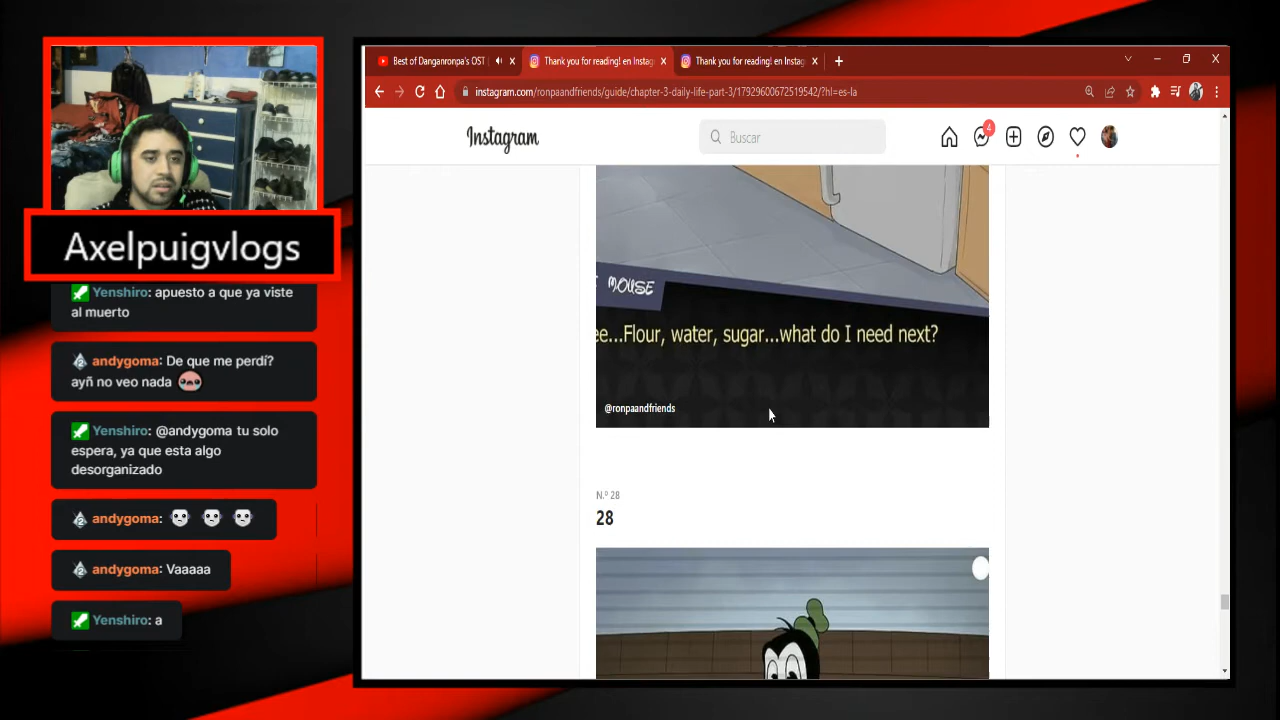 Axelpuigvlogs
Yenshiro: apuesto a que ya viste
al muerto
andygoma: De que me perdí?
ayñ no veo nada
Yenshiro: @andygoma tu solo
espera, ya que esta algo
desorganizado
andygoma:
andygoma: Vaaaaa
Yenshiro: a
Best of Danganronpa's OST
Thank you for reading! en Instag
Thank you for reading! en Instag
instagram.com/ronpaandfriends/guide/chapter-3-daily-life-part-3/17929600672519542/?hl=es-la
Instagram
Buscar
4
MOUSE
ee...Flour, water, sugar...what do I need next?
@ronpaandfriends
N.º 28
28